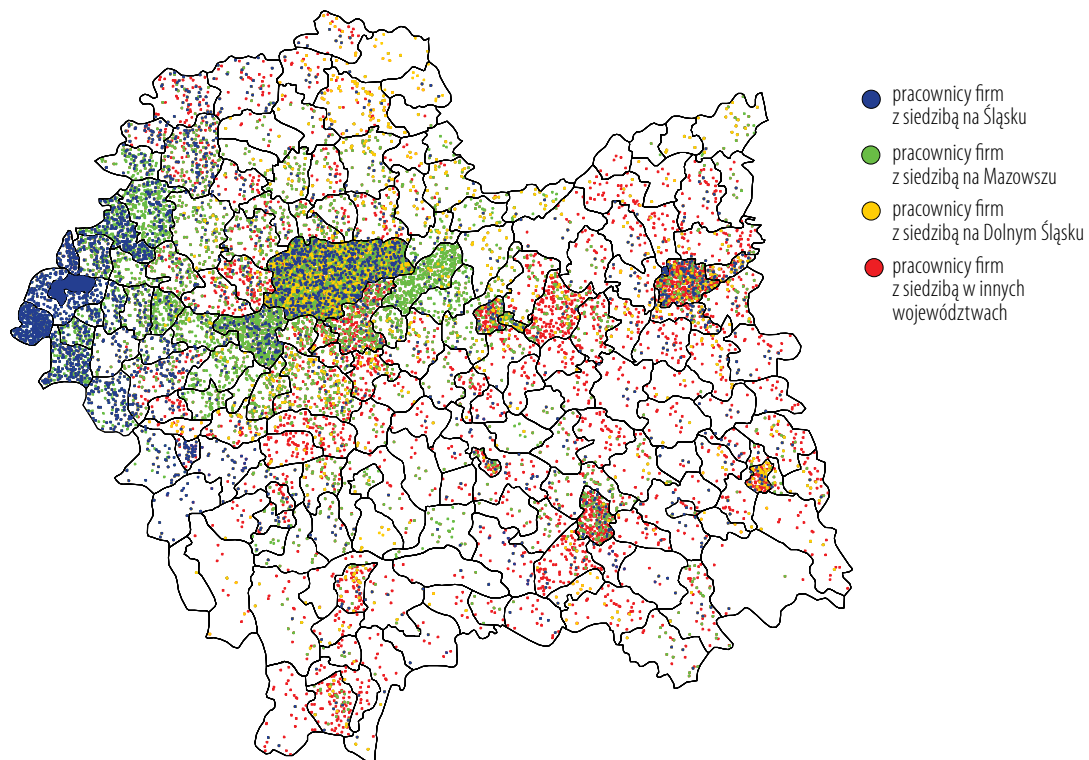 pracownicy firm
z siedzibą na Śląsku
pracownicy firm
z siedzibą na Mazowszu
pracownicy firm
z siedzibą na Dolnym Śląsku
pracownicy firm
z siedzibą w innych
województwach